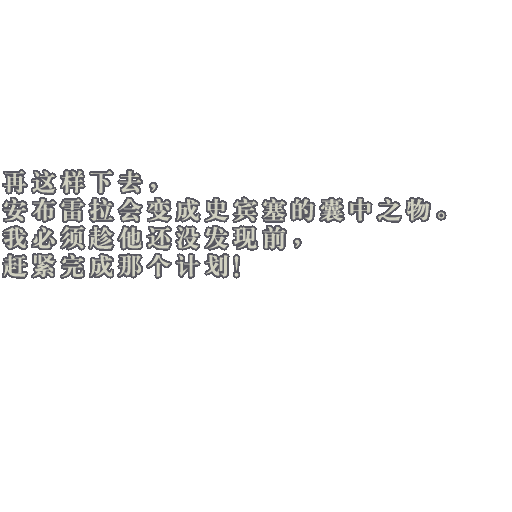 再这样下去，
安布雷拉会变成史宾塞的囊中之物。
我必须趁他还没发现前，
赶紧完成那个计划！